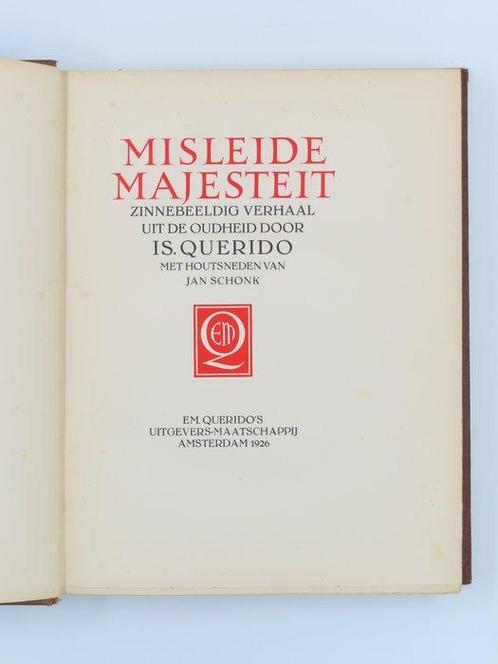 MISLEIDE
MAJESTEIT
ZINNEBEELDIG VERHAAL
UIT DE OUDHEID DOOR
IS. QUERIDO
MET HOUTSNEDEN VAN
JAN SCHONK
EMQ
EM. QUERIDO'S
UITGEVERS-MAATSCHAPPIJ
AMSTERDAM 1926